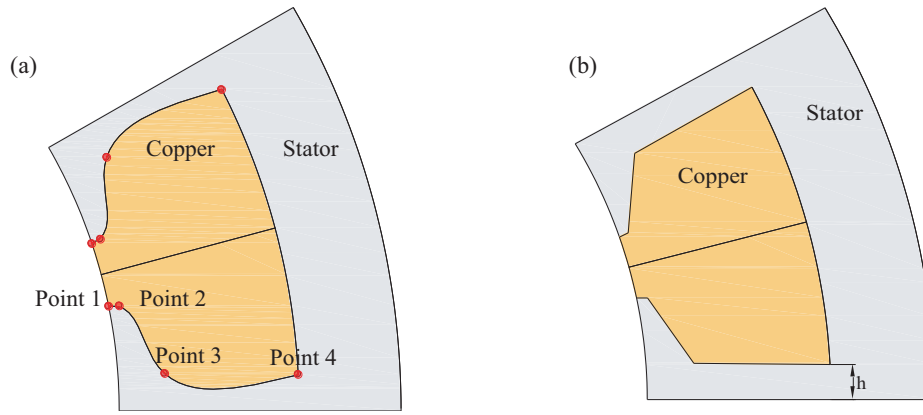 (a)
Copper
Stator
Point 1
Point 2
Point 3
Point 4
(b)
Stator
Copper
h